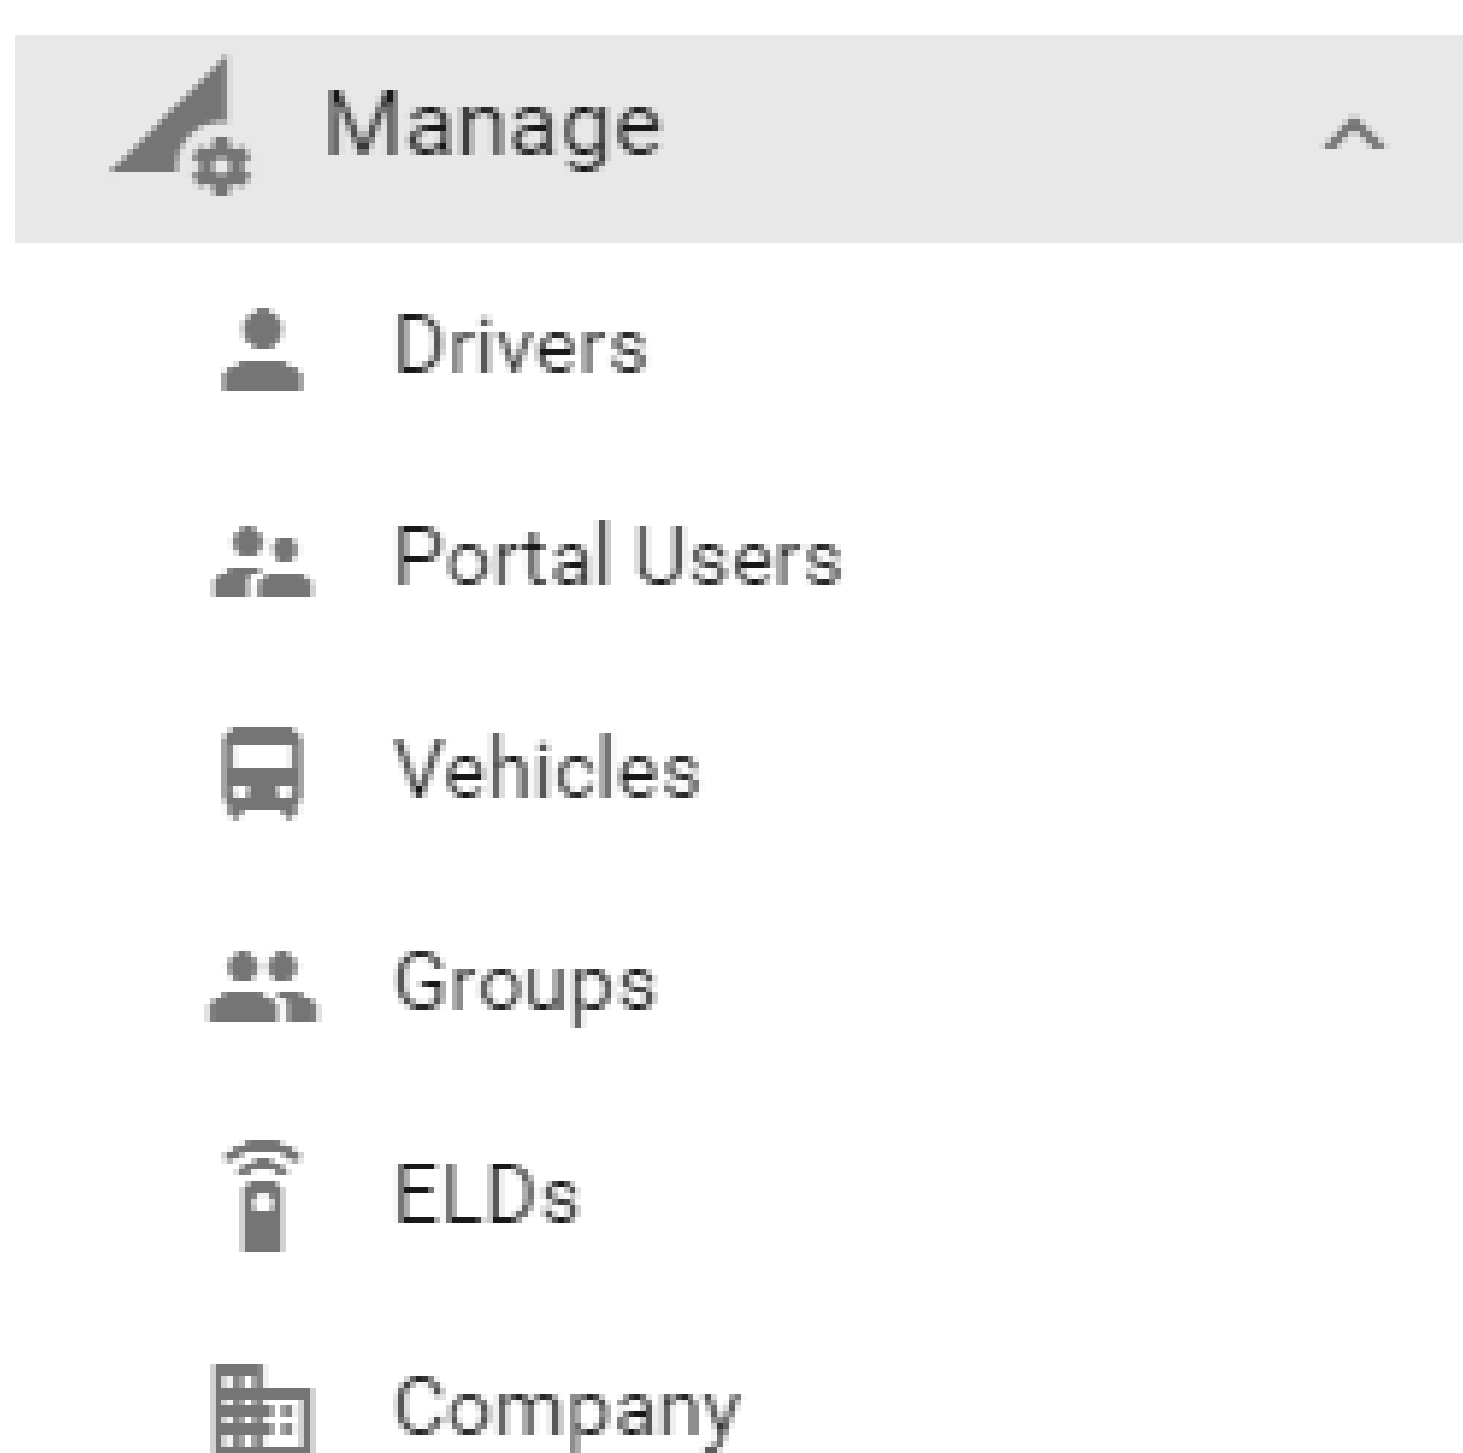 Manage
Drivers
Portal Users
Vehicles
Groups
ELDs
Company